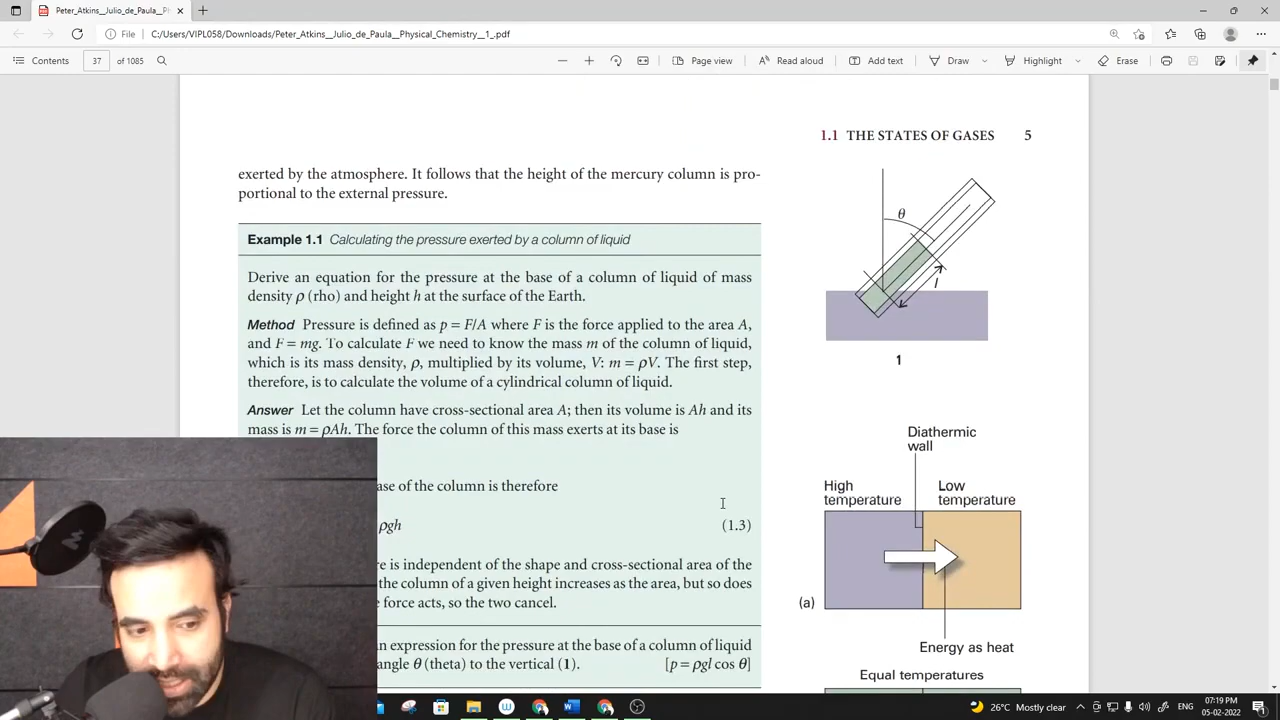 Peter_Atkins__Julio_de_Paula__Ph
File
C:/Users/VIPL058/Downloads/Peter_Atkins__Julio_de_Paula__Physical_Chemistry__1_.pdf
Contents 37 of 1085 Page view Read aloud Add text Draw Highlight Erase
1.1 THE STATES OF GASES 5
exerted by the atmosphere. It follows that the height of the mercury column is pro-
portional to the external pressure.
Example 1.1 Calculating the pressure exerted by a column of liquid
Derive an equation for the pressure at the base of a column of liquid of mass
density ρ (rho) and height h at the surface of the Earth.
Method Pressure is defined as p = F/A where F is the force applied to the area A,
and F = mg. To calculate F we need to know the mass m of the column of liquid,
which is its mass density, ρ, multiplied by its volume, V: m = ρV. The first step,
therefore, is to calculate the volume of a cylindrical column of liquid.
Answer Let the column have cross-sectional area A; then its volume is Ah and its
mass is m = ρAh. The force the column of this mass exerts at its base is
ase of the column is therefore
ρgh (1.3)
re is independent of the shape and cross-sectional area of the
the column of a given height increases as the area, but so does
e force acts, so the two cancel.
n expression for the pressure at the base of a column of liquid
angle θ (theta) to the vertical (1). [p = ρgl cos θ]
θ
l
1
Diathermic
wall
High
temperature
Low
temperature
(a)
Energy as heat
Equal temperatures
26°C Mostly clear
ENG
07:19 PM
05-02-2022